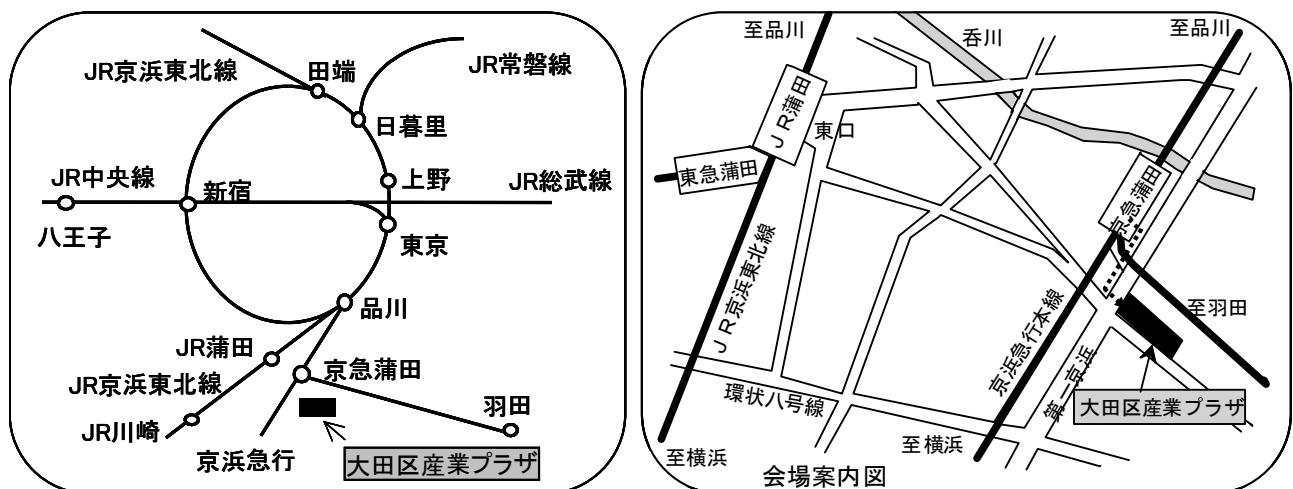 JR京浜東北線
田端
JR常磐線
日暮里
JR中央線
新宿
上野
JR総武線
八王子
東京
品川
JR蒲田
京急蒲田
JR京浜東北線
羽田
JR川崎
京浜急行
大田区産業プラザ
至品川
呑川
至品川
JR蒲田
東口
東急蒲田
京急蒲田
JR京浜東北線
至羽田
京浜急行本線
第一京浜
環状八号線
大田区産業プラザ
至横浜
至横浜
会場案内図